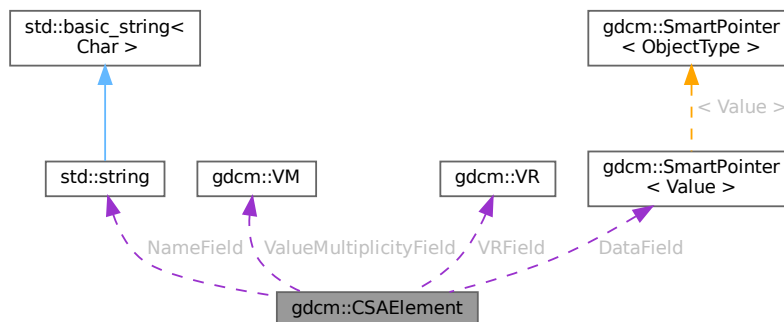 std::basic_string<
Char >
gdcm::SmartPointer
< ObjectType >
< Value >
std::string
gdcm::VM
gdcm::VR
gdcm::SmartPointer
< Value >
NameField
ValueMultiplicityField
VRField
DataField
gdcm::CSAElement